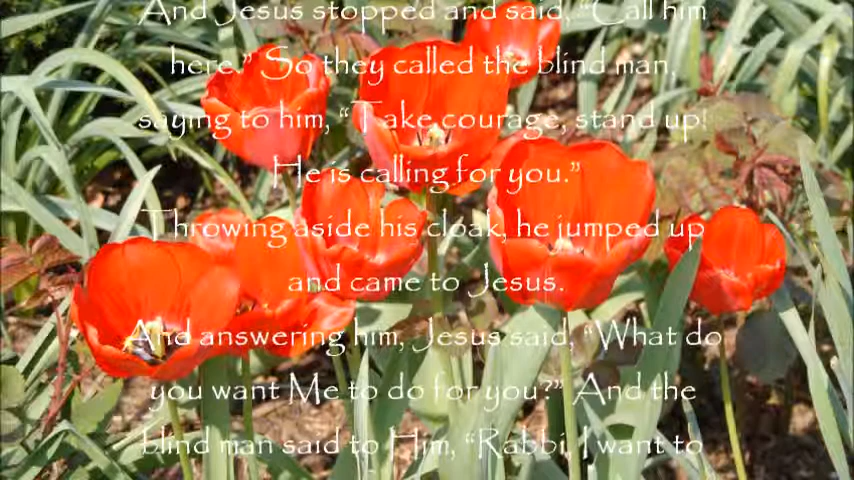 And Jesus stopped and said, “Call him
here.” So they called the blind man,
saying to him, “Take courage, stand up!
He is calling for you.”
Throwing aside his cloak, he jumped up
and came to Jesus.
And answering him, Jesus said, “What do
you want Me to do for you?” And the
blind man said to Him, “Rabbi, I want to